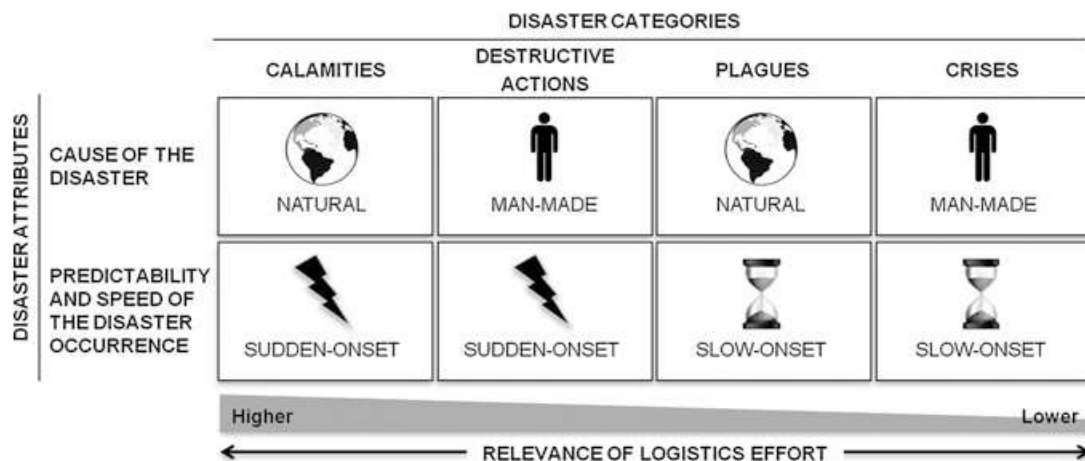 DISASTER CATEGORIES
CALAMITIES
DESTRUCTIVE
ACTIONS
PLAGUES
CRISES
DISASTER ATTRIBUTES
CAUSE OF THE
DISASTER
NATURAL
MAN-MADE
NATURAL
MAN-MADE
PREDICTABILITY
AND SPEED OF
THE DISASTER
OCCURRENCE
SUDDEN-ONSET
SUDDEN-ONSET
SLOW-ONSET
SLOW-ONSET
Higher
Lower
RELEVANCE OF LOGISTICS EFFORT